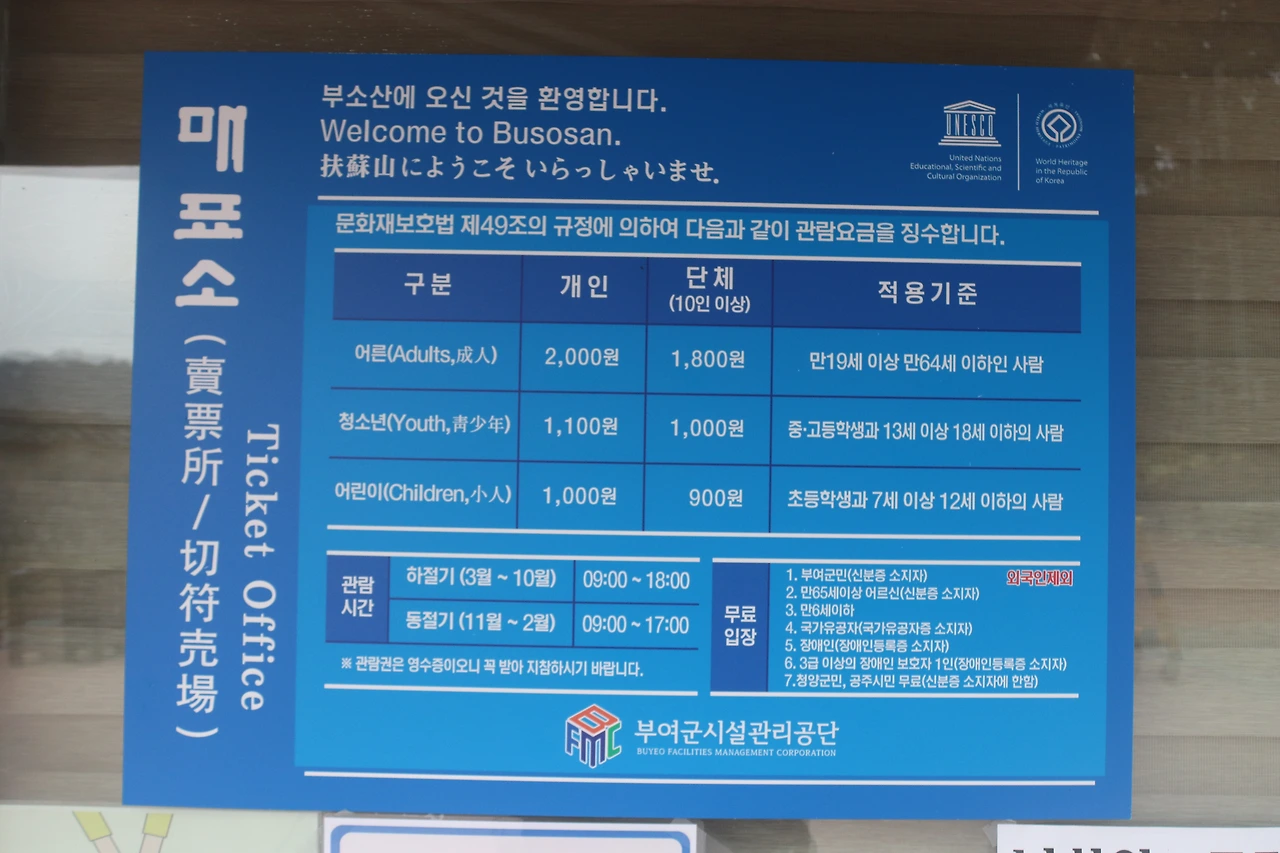 매표소
(賣票所/切符売場)
Ticket Office
부소산에 오신 것을 환영합니다.
Welcome to Busosan.
扶蘇山にようこそ いらっしゃいませ.
UNESCO
United Nations
Educational, Scientific and
Cultural Organization
World Heritage
in the Republic
of Korea
문화재보호법 제49조의 규정에 의하여 다음과 같이 관람요금을 징수합니다.
구분 개인 단체 (10인 이상) 적용기준
어른(Adults,成人) 2,000원 1,800원 만19세 이상 만64세 이하인 사람
청소년(Youth,靑少年) 1,100원 1,000원 중·고등학생과 13세 이상 18세 이하의 사람
어린이(Children,小人) 1,000원 900원 초등학생과 7세 이상 12세 이하의 사람
관람
시간
하절기 (3월 ~ 10월) 09:00 ~ 18:00
동절기 (11월 ~ 2월) 09:00 ~ 17:00
※ 관람권은 영수증이오니 꼭 받아 지참하시기 바랍니다.
무료
입장
1. 부여군민(신분증 소지자) 외국인제외
2. 만65세이상 어르신(신분증 소지자)
3. 만6세이하
4. 국가유공자(국가유공자증 소지자)
5. 장애인(장애인등록증 소지자)
6. 3급 이상의 장애인 보호자 1인(장애인등록증 소지자)
7.청양군민, 공주시민 무료(신분증 소지자에 한함)
BFMC
부여군시설관리공단
BUYEO FACILITIES MANAGEMENT CORPORATION